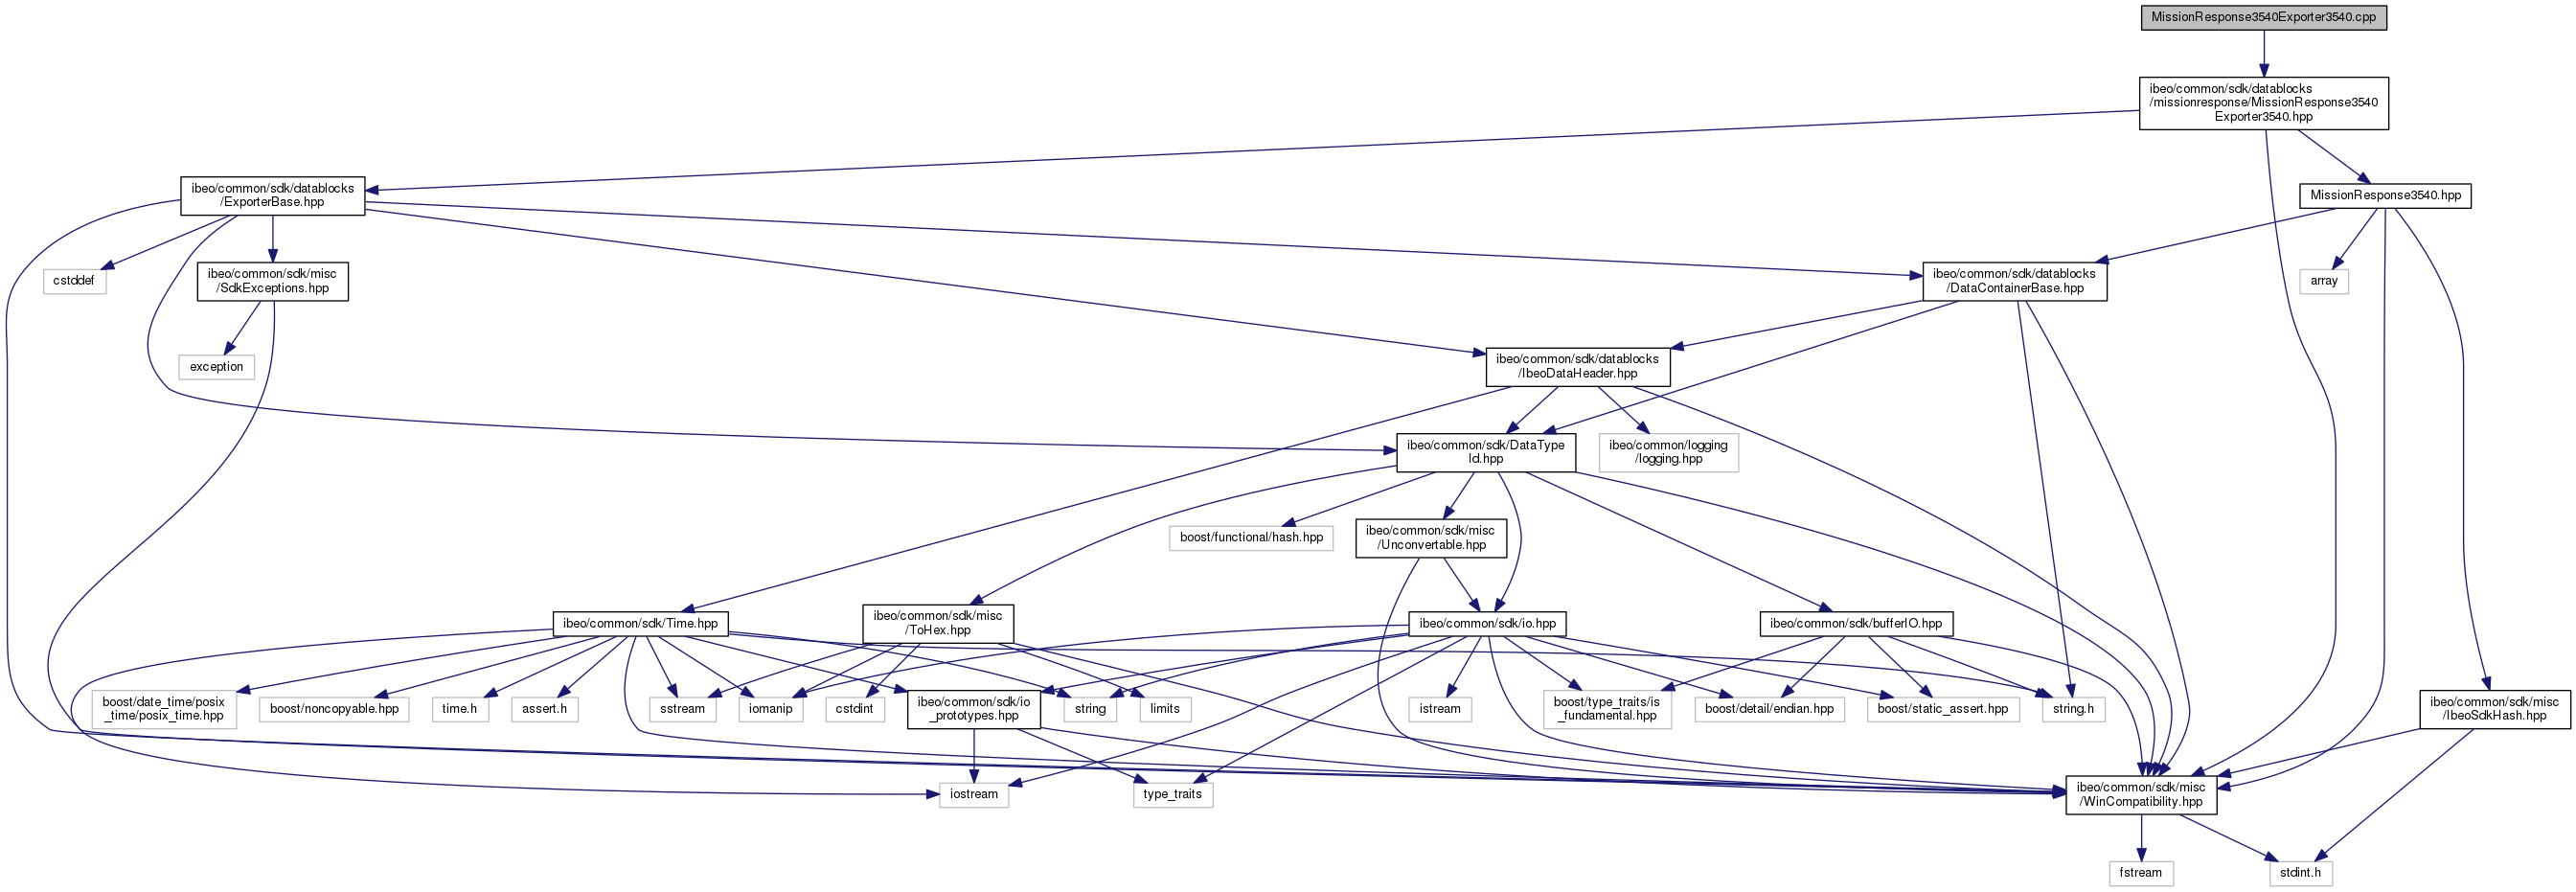 MissionResponse3540Exporter3540.cpp
ibeo/common/sdk/datablocks
/missionresponse/MissionResponse3540
Exporter3540.hpp
ibeo/common/sdk/datablocks
/ExporterBase.hpp
MissionResponse3540.hpp
cstddef
ibeo/common/sdk/misc
/SdkExceptions.hpp
ibeo/common/sdk/datablocks
/DataContainerBase.hpp
array
exception
ibeo/common/sdk/datablocks
/IbeoDataHeader.hpp
ibeo/common/sdk/DataType
Id.hpp
ibeo/common/logging
/logging.hpp
boost/functional/hash.hpp
ibeo/common/sdk/misc
/Unconvertable.hpp
ibeo/common/sdk/Time.hpp
ibeo/common/sdk/misc
/ToHex.hpp
ibeo/common/sdk/io.hpp
ibeo/common/sdk/bufferIO.hpp
boost/date_time/posix
_time/posix_time.hpp
boost/noncopyable.hpp
time.h
assert.h
sstream
iomanip
cstdint
ibeo/common/sdk/io
_prototypes.hpp
string
limits
istream
boost/type_traits/is
_fundamental.hpp
boost/detail/endian.hpp
boost/static_assert.hpp
string.h
ibeo/common/sdk/misc
/IbeoSdkHash.hpp
iostream
type_traits
ibeo/common/sdk/misc
/WinCompatibility.hpp
fstream
stdint.h